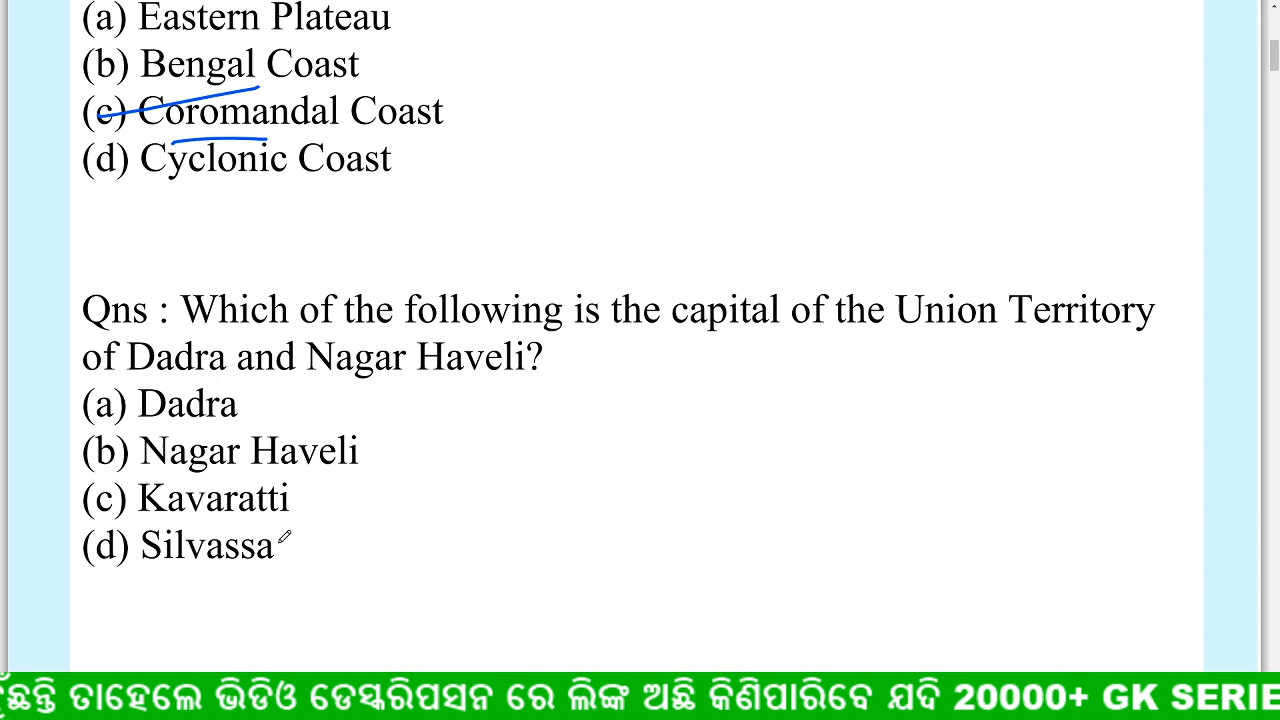 (a) Eastern Plateau
(b) Bengal Coast
(c) Coromandal Coast
(d) Cyclonic Coast
Qns : Which of the following is the capital of the Union Territory
of Dadra and Nagar Haveli?
(a) Dadra
(b) Nagar Haveli
(c) Kavaratti
(d) Silvassa
ତାହେଲେ ଭିଡିଓ ଡେସ୍କରିପସନ ରେ ଲିଙ୍କ ଅଛି କିଣିପାରିବେ ଯଦି 20000+ GK SERIE